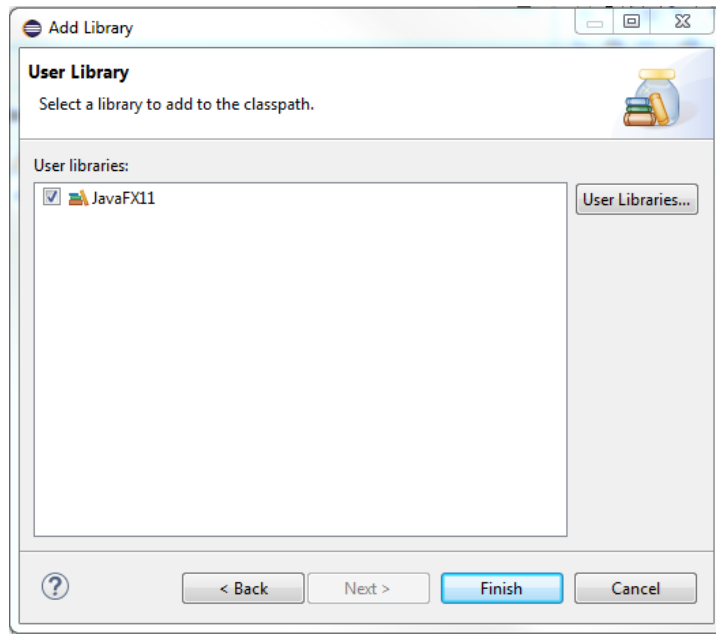 Add Library
User Library
Select a library to add to the classpath.
User libraries:
JavaFX11
User Libraries...
?
< Back
Next >
Finish
Cancel